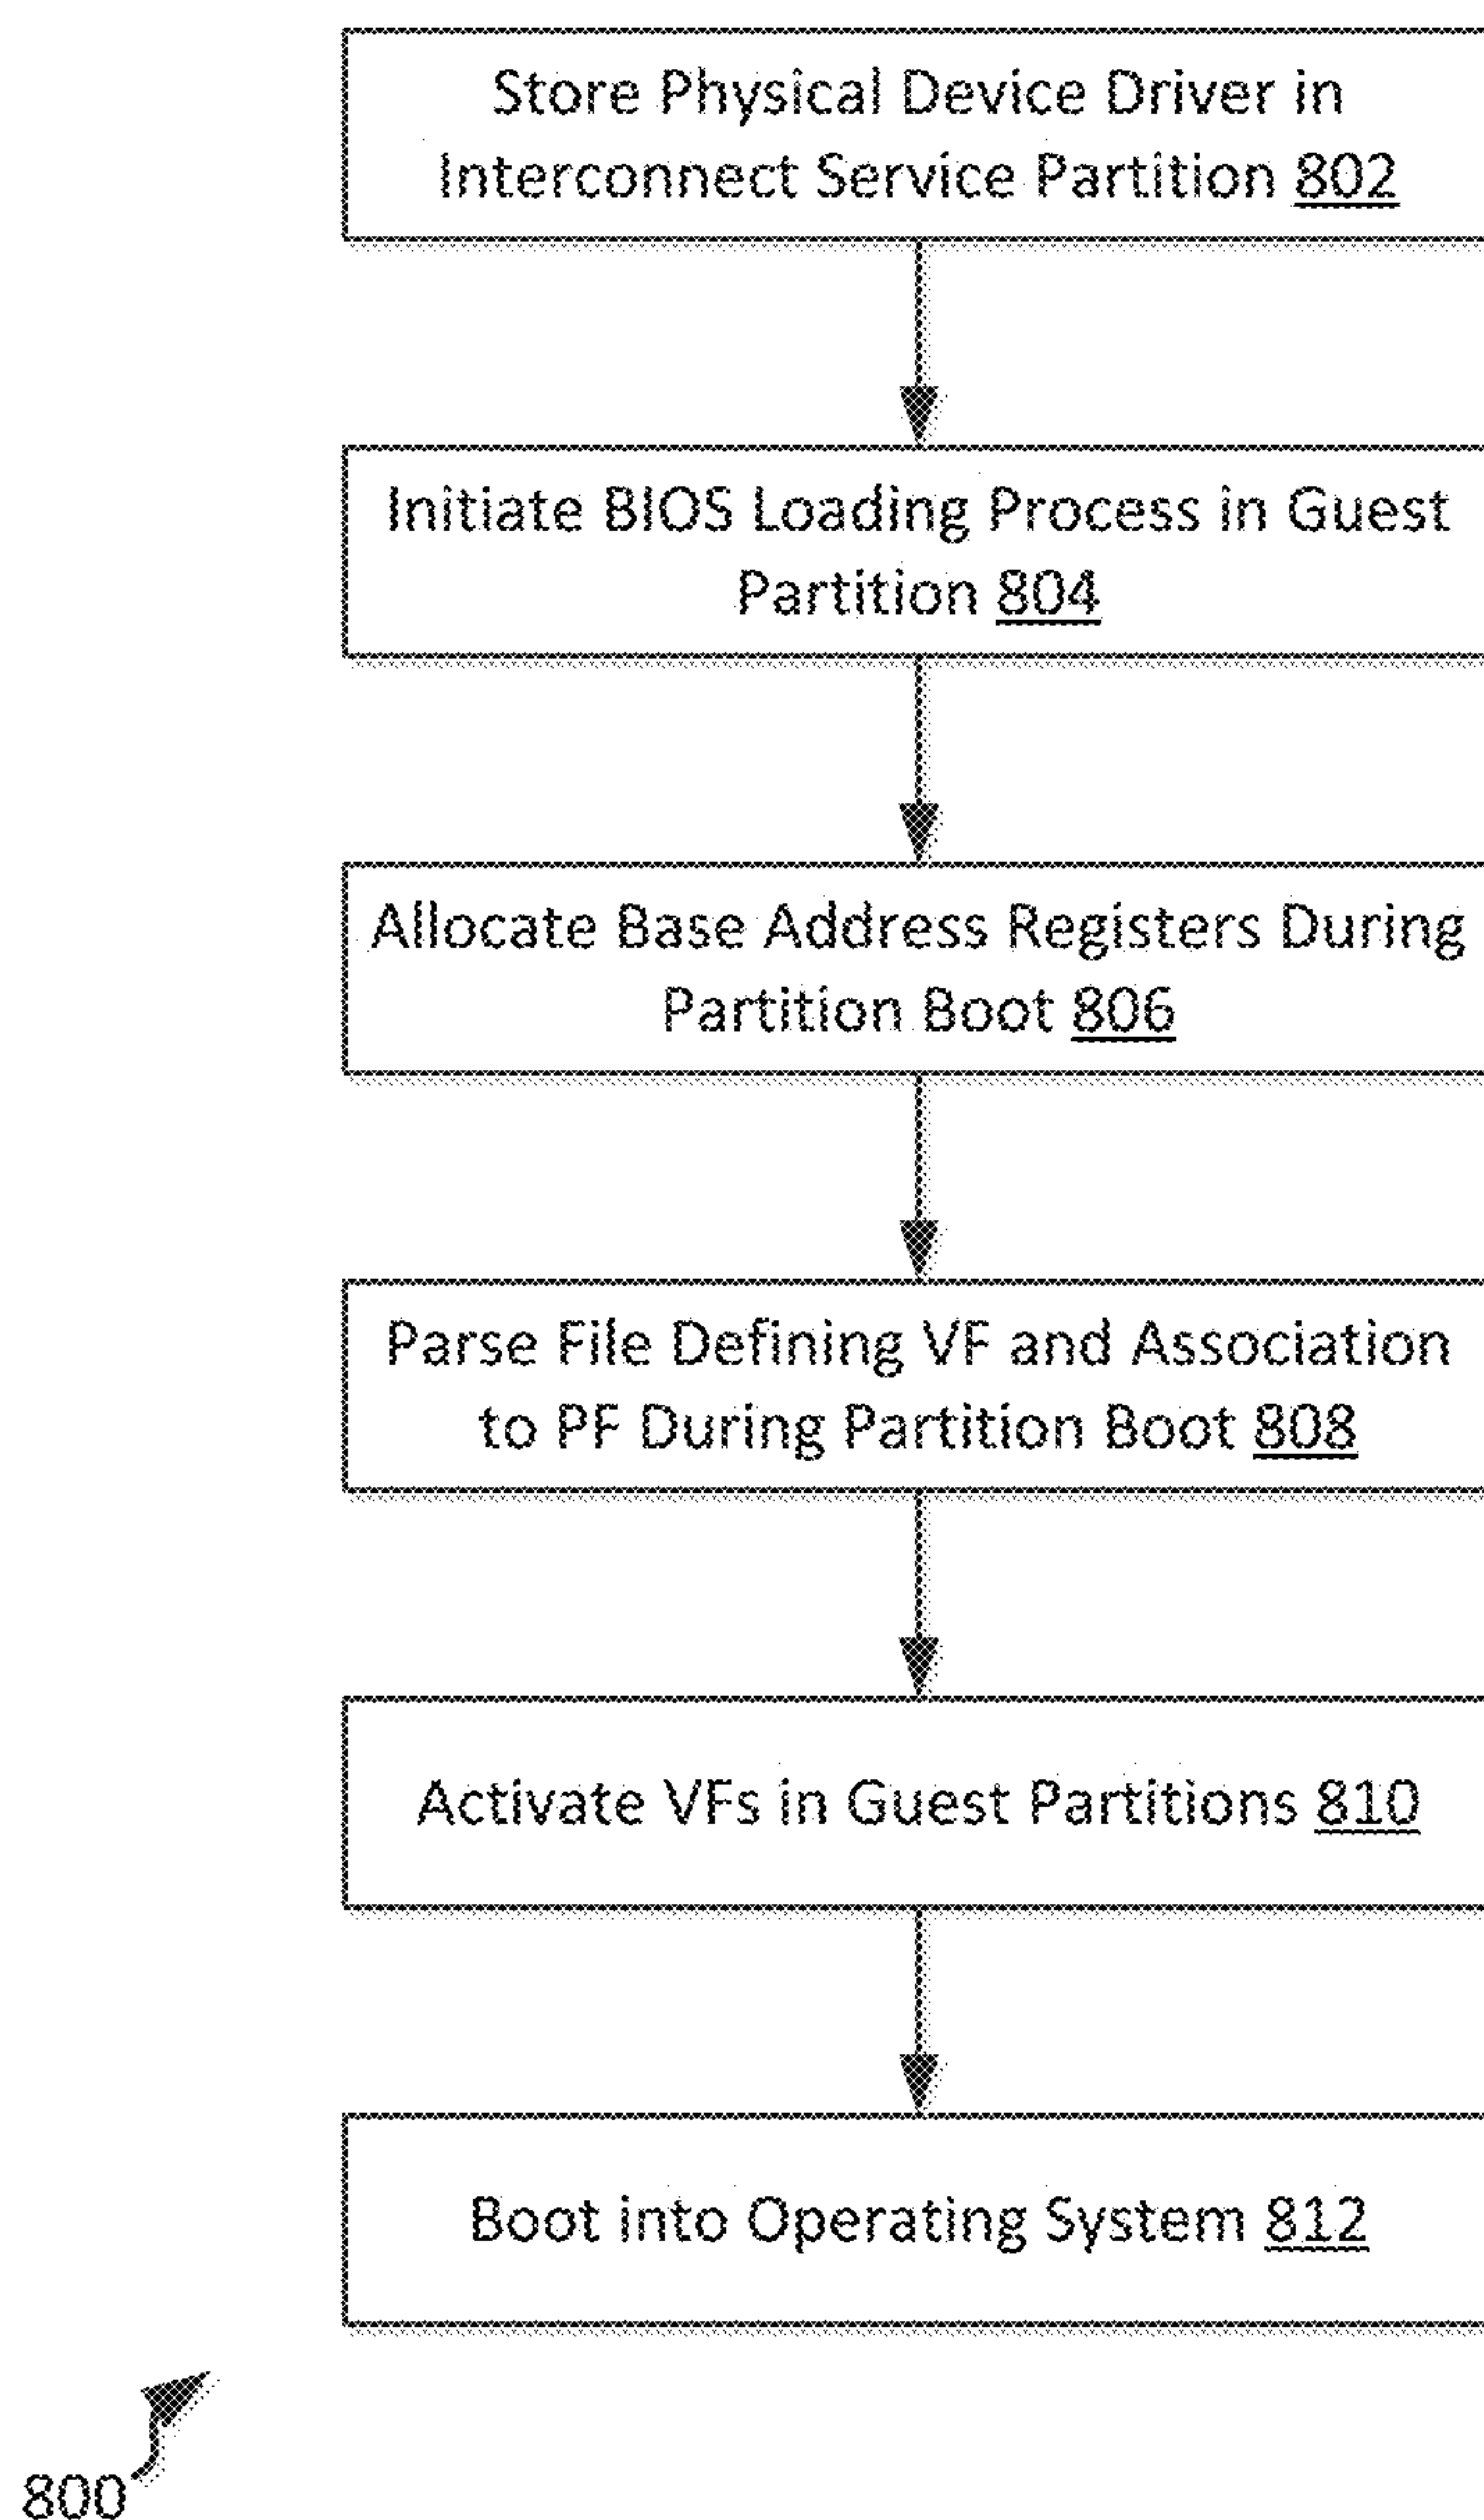 Store Physical Device Driver in
Interconnect Service Partition 802
Initiate BIOS Loading Process in Guest
Partition 804
Allocate Base Address Registers During
Partition Boot 806
Parse File Defining VF and Association
to PF During Partition Boot 808
Activate VFs in Guest Partitions 810
Boot into Operating System 812
800